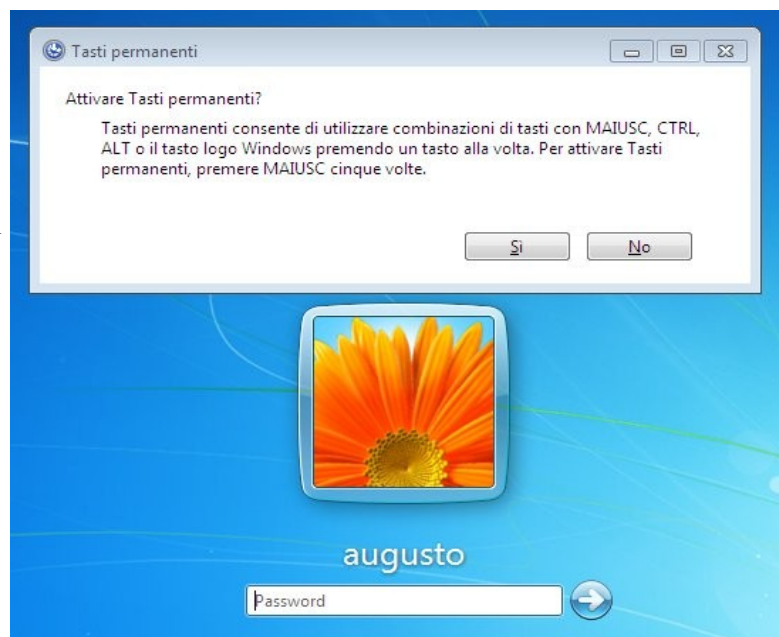 Tasti permanenti
Attivare Tasti permanenti?
Tasti permanenti consente di utilizzare combinazioni di tasti con MAIUSC, CTRL,
ALT o il tasto logo Windows premendo un tasto alla volta. Per attivare Tasti
permanenti, premere MAIUSC cinque volte.
Sì No
augusto
Password